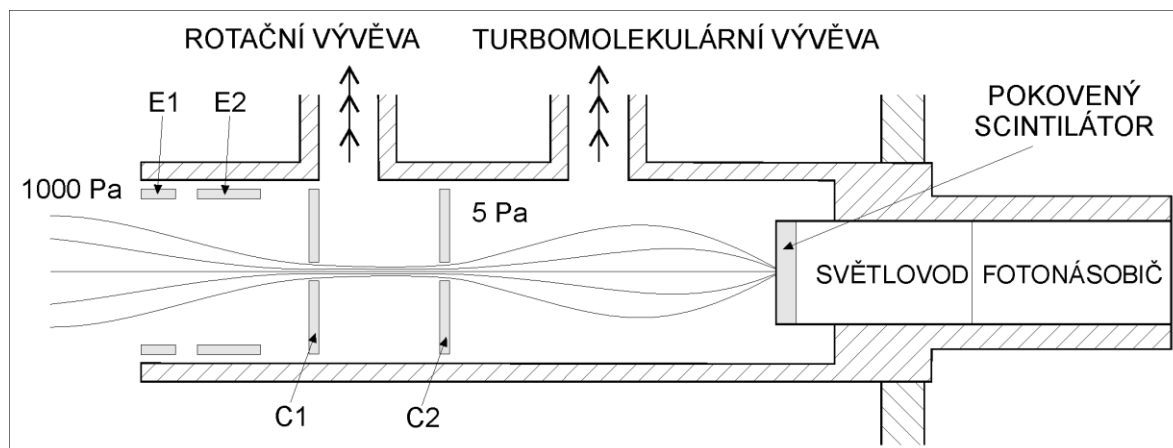 ROTAČNÍ VÝVĚVA
TURBOMOLEKULÁRNÍ VÝVĚVA
E1
E2
POKOVENÝ
SCINTILÁTOR
1000 Pa
5 Pa
SVĚTLOVOD
FOTONÁSOBIČ
C1
C2